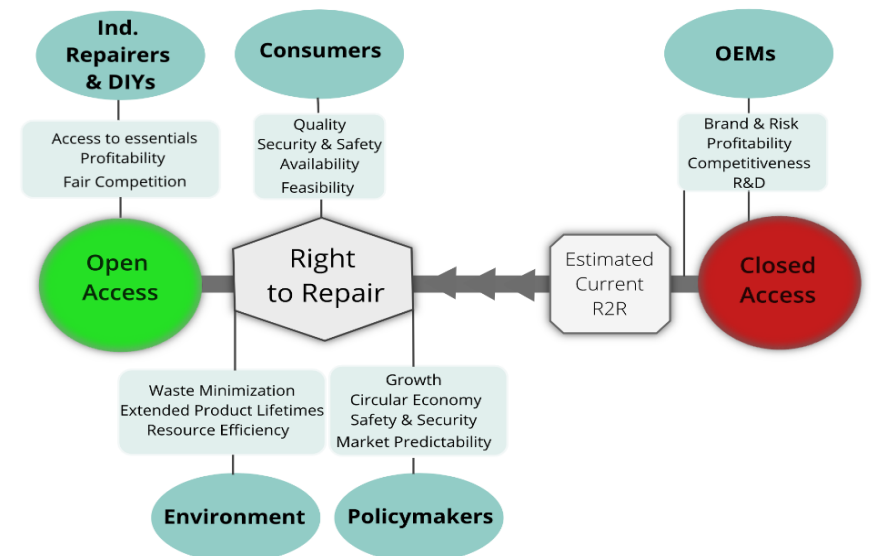 Ind.
Repairers
& DIYs
Consumers
OEMs
Access to essentials
Profitability
Fair Competition
Quality
Security & Safety
Availability
Feasibility
Brand & Risk
Profitability
Competitiveness
R&D
Open
Access
Right
to Repair
Estimated
Current
R2R
Closed
Access
Waste Minimization
Extended Product Lifetimes
Resource Efficiency
Growth
Circular Economy
Safety & Security
Market Predictability
Environment
Policymakers